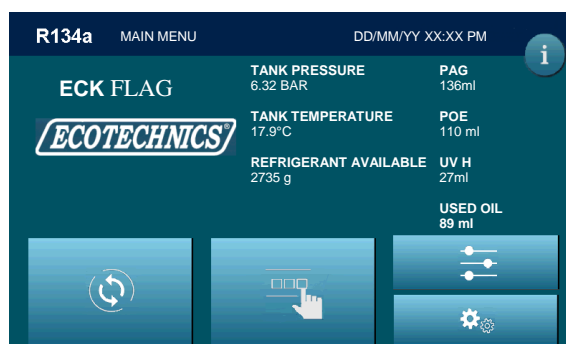 R134a MAIN MENU DD/MM/YY XX:XX PM i
ECK FLAG
ECOTECHNICS®
TANK PRESSURE
6.32 BAR
TANK TEMPERATURE
17.9°C
REFRIGERANT AVAILABLE
2735 g
PAG
136ml
POE
110 ml
UV H
27ml
USED OIL
89 ml